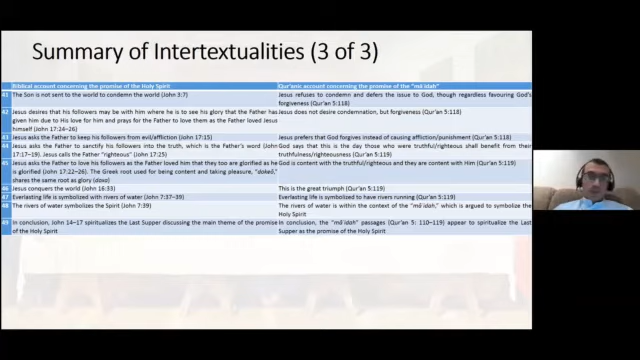 Summary of Intertextualities (3 of 3)
Biblical account concerning the promise of the Holy Spirit
Qur'anic account concerning the promise of the "mā'idah"
41 The Son is not sent to the world to condemn the world (John 3:7)
Jesus refuses to condemn and defers the issue to God, though regardless favouring God's
forgiveness (Qur'an 5:118)
42 Jesus desires that his followers may be with him where he is to see his glory that the Father has
given him due to His love for him and prays for the Father to love them as the Father loved Jesus
himself (John 17:24–26)
Jesus does not desire condemnation, but forgiveness (Qur'an 5:118)
43 Jesus asks the Father to keep his followers from evil/affliction (John 17:15)
Jesus prefers that God forgives instead of causing affliction/punishment (Qur'an 5:118)
44 Jesus asks the Father to sanctify his followers into the truth, which is the Father's word (John
17:17–19). Jesus calls the Father "righteous" (John 17:25)
God says that this is the day those who were truthful/righteous shall benefit from their
truthfulness/righteousness (Qur'an 5:119)
45 Jesus asks the Father to love his followers as the Father loved him that they too are glorified as he
is glorified (John 17:22–26). The Greek root used for being content and taking pleasure, "dokeō,"
shares the same root as glory (doxa)
God is content with the truthful/righteous and they are content with Him (Qur'an 5:119)
46 Jesus conquers the world (John 16:33)
This is the great triumph (Qur'an 5:119)
47 Everlasting life is symbolized with rivers of water (John 7:37–39)
Everlasting life is symbolized to have rivers running (Qur'an 5:119)
48 The rivers of water symbolizes the Spirit (John 7:39)
The rivers of water is within the context of the "mā'idah," which is argued to symbolize the
Holy Spirit
49 In conclusion, John 14–17 spiritualizes the Last Supper discussing the main theme of the promise
of the Holy Spirit
In conclusion, the mā'idah passages (Qur'an 5: 110–119) appear to spiritualize the Last
Supper as the promise of the Holy Spirit